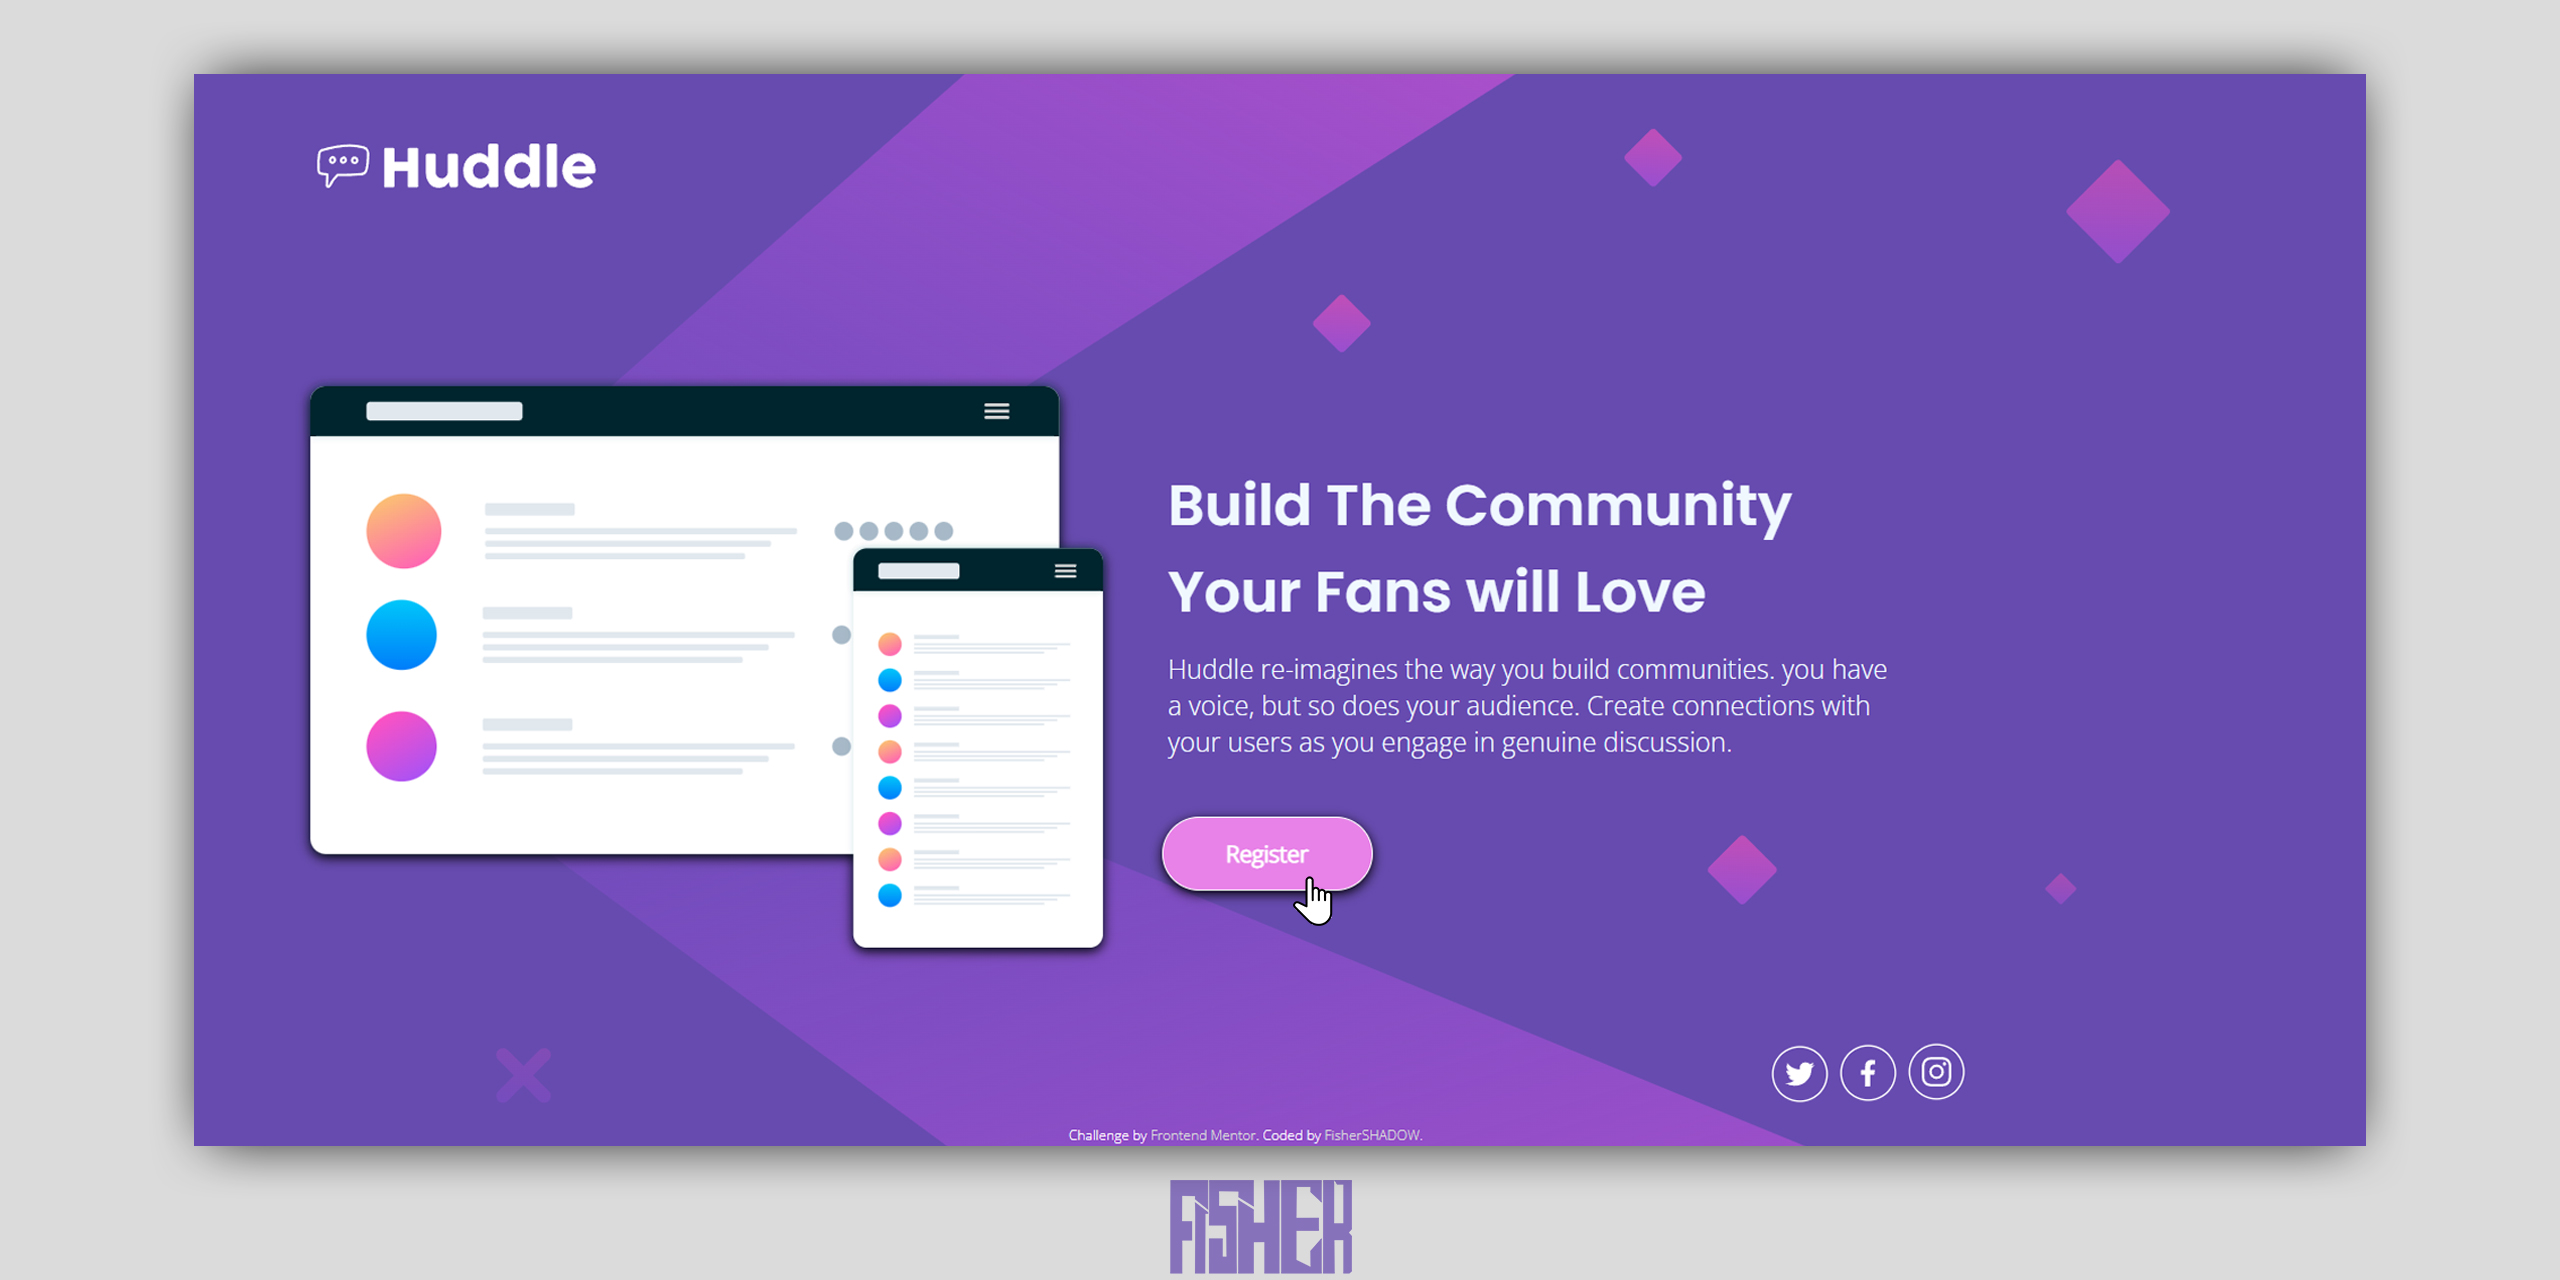 Huddle
Build The Community
Your Fans will Love
Huddle re-imagines the way you build communities. you have
a voice, but so does your audience. Create connections with
your users as you engage in genuine discussion.
Register
Challenge by Frontend Mentor. Coded by FisherSHADOW.
FISHER